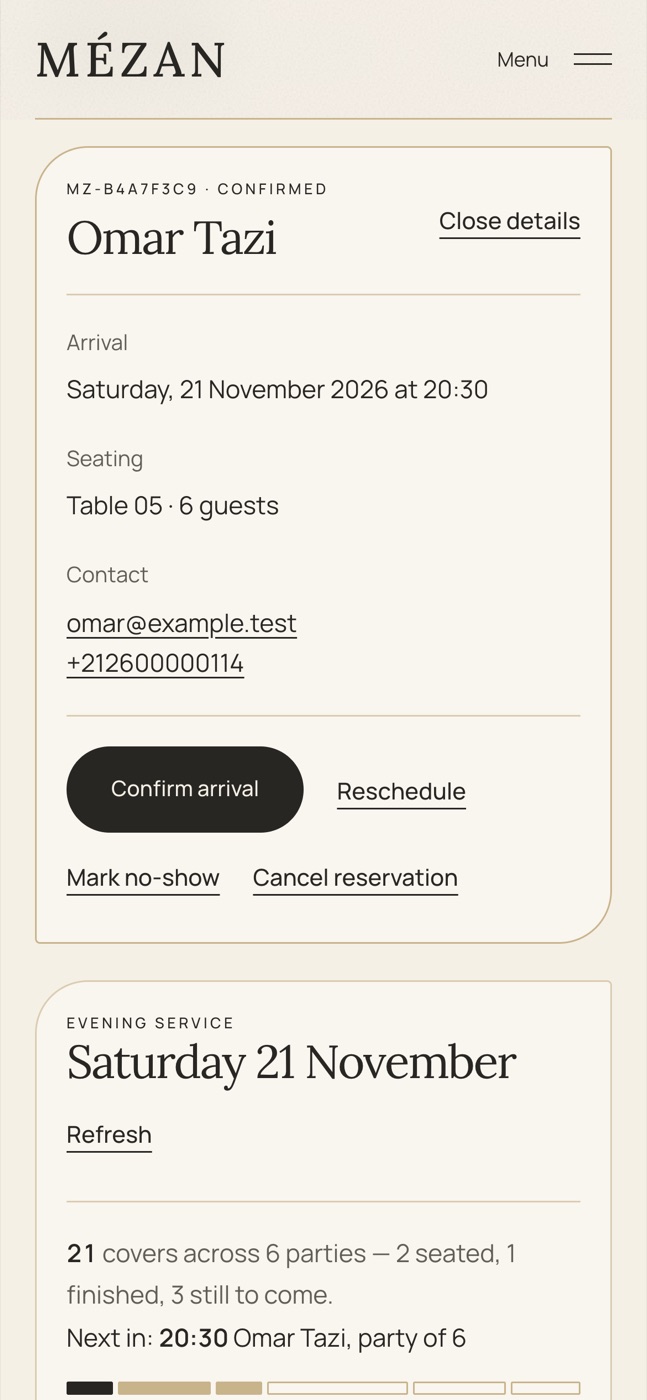 MÉZAN
Menu
MZ-B4A7F3C9 · CONFIRMED
Omar Tazi
Close details
Arrival
Saturday, 21 November 2026 at 20:30
Seating
Table 05 · 6 guests
Contact
omar@example.test
+212600000114
Confirm arrival
Reschedule
Mark no-show
Cancel reservation
EVENING SERVICE
Saturday 21 November
Refresh
21 covers across 6 parties — 2 seated, 1
finished, 3 still to come.
Next in: 20:30 Omar Tazi, party of 6